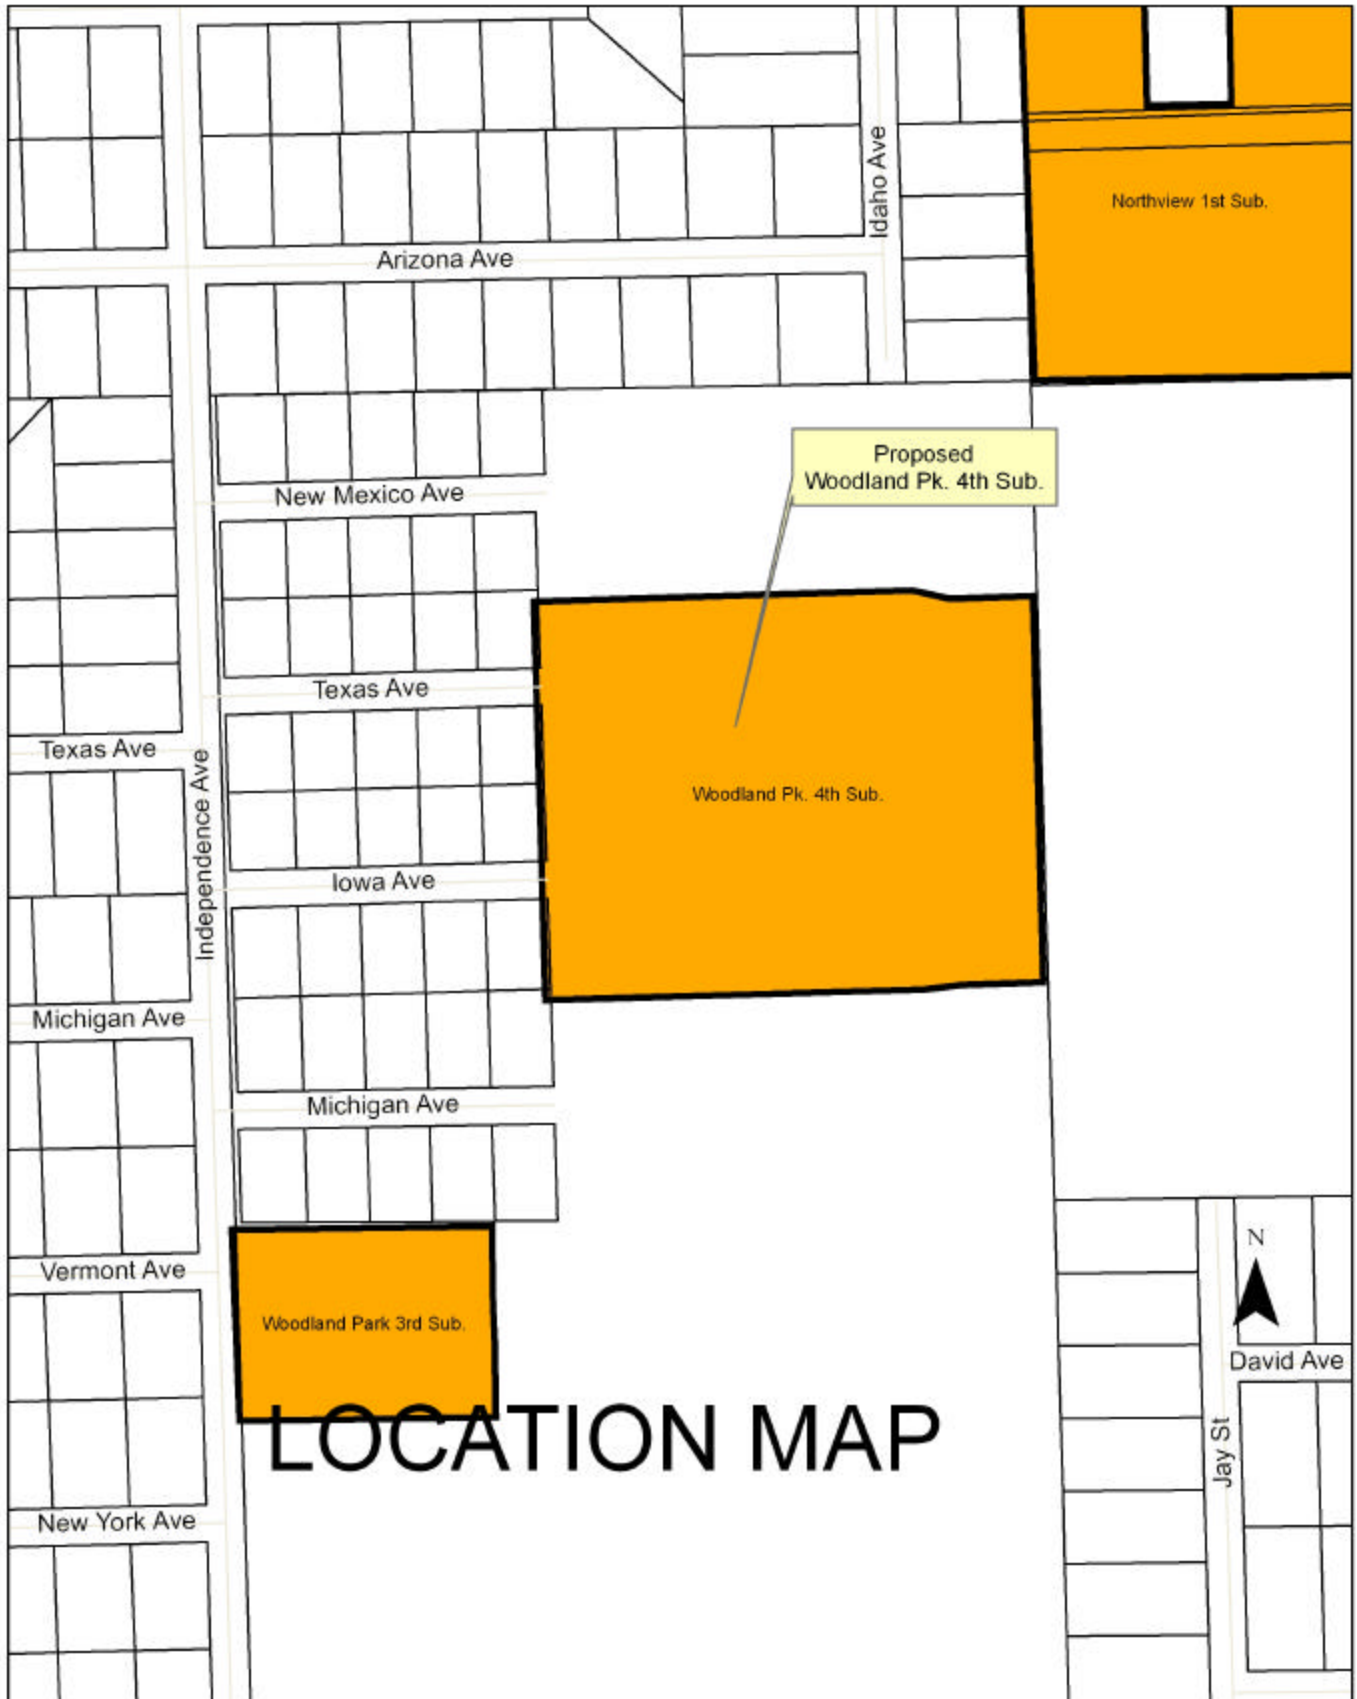 Idaho Ave
Northview 1st Sub.
Arizona Ave
Proposed
Woodland Pk. 4th Sub.
New Mexico Ave
Texas Ave
Texas Ave
Independence Ave
Woodland Pk. 4th Sub.
Iowa Ave
Michigan Ave
Michigan Ave
N
Vermont Ave
Woodland Park 3rd Sub.
David Ave
LOCATION MAP
Jay St
New York Ave